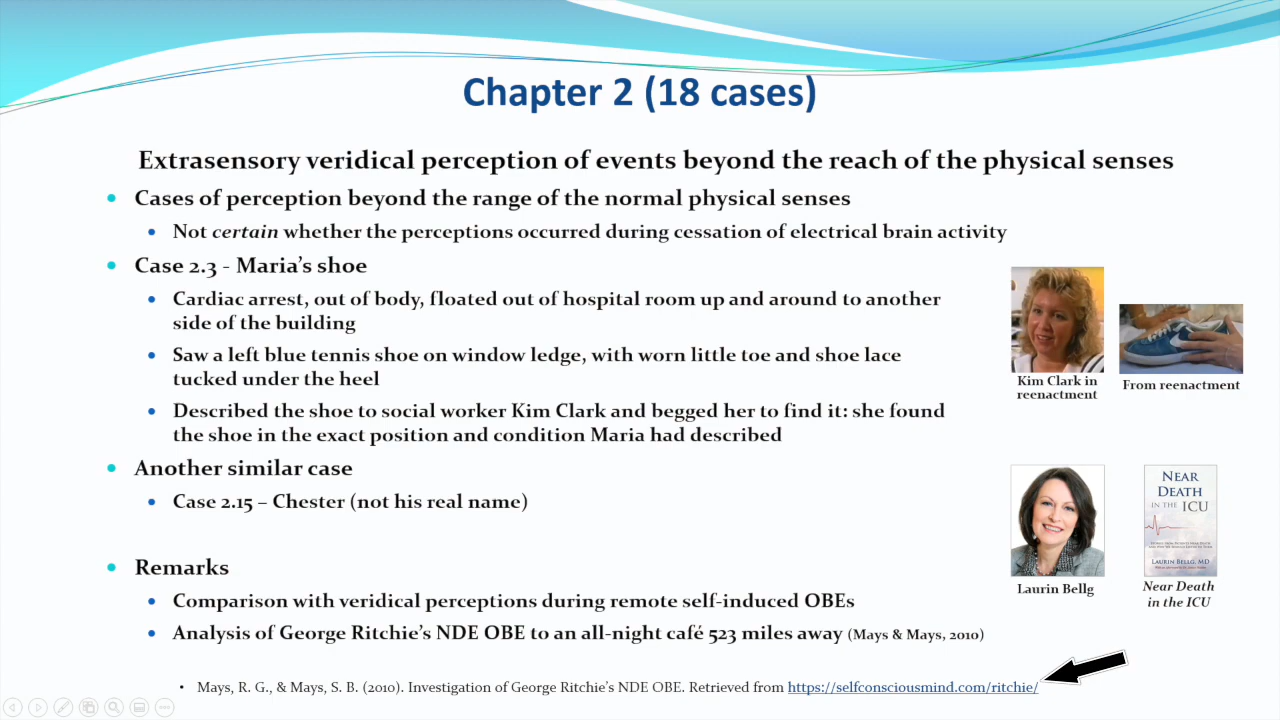 Chapter 2 (18 cases)
Extrasensory veridical perception of events beyond the reach of the physical senses
• Cases of perception beyond the range of the normal physical senses
• Not certain whether the perceptions occurred during cessation of electrical brain activity
• Case 2.3 - Maria's shoe
• Cardiac arrest, out of body, floated out of hospital room up and around to another
side of the building
• Saw a left blue tennis shoe on window ledge, with worn little toe and shoe lace
tucked under the heel
• Described the shoe to social worker Kim Clark and begged her to find it: she found
the shoe in the exact position and condition Maria had described
Kim Clark in
reenactment
From reenactment
• Another similar case
• Case 2.15 – Chester (not his real name)
NEAR
DEATH
IN THE ICU
LAURIN BELLG, MD
Laurin Bellg
Near Death
in the ICU
• Remarks
• Comparison with veridical perceptions during remote self-induced OBEs
• Analysis of George Ritchie's NDE OBE to an all-night café 523 miles away (Mays & Mays, 2010)
• Mays, R. G., & Mays, S. B. (2010). Investigation of George Ritchie's NDE OBE. Retrieved from https://selfconsciousmind.com/ritchie/